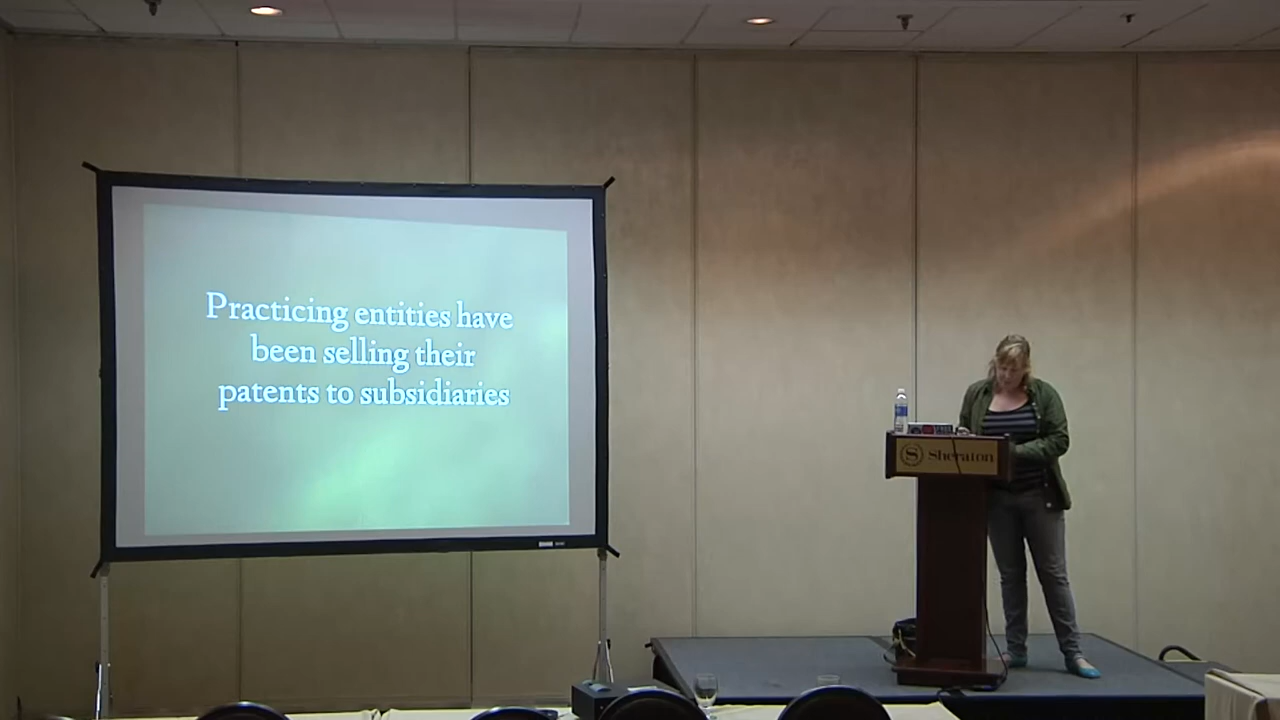 Practicing entities have
been selling their
patents to subsidiaries
S Sheraton